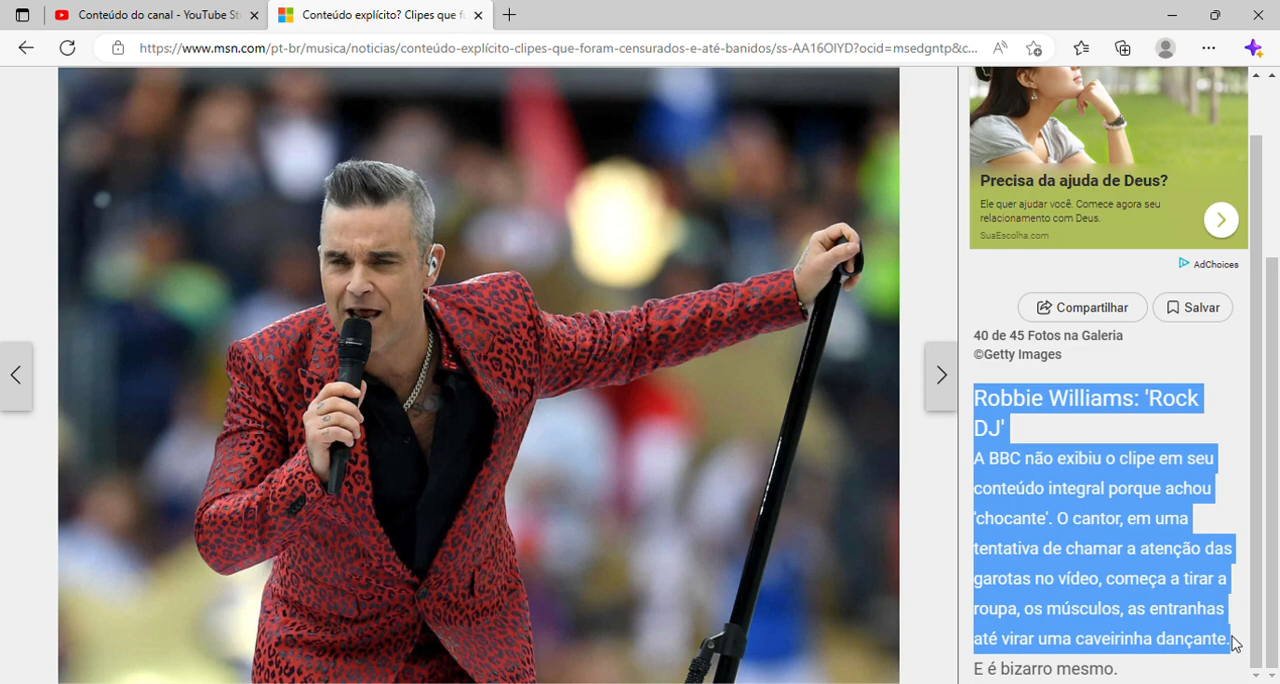 Conteúdo do canal - YouTube St
Conteúdo explícito? Clipes que f
https://www.msn.com/pt-br/musica/noticias/conteúdo-explícito-clipes-que-foram-censurados-e-até-banidos/ss-AA16OIYD?ocid=msedgntp&c...
Precisa da ajuda de Deus?
Ele quer ajudar você. Comece agora seu
relacionamento com Deus.
SuaEscolha.com
AdChoices
Compartilhar
Salvar
40 de 45 Fotos na Galeria
©Getty Images
Robbie Williams: 'Rock
DJ'
A BBC não exibiu o clipe em seu
conteúdo integral porque achou
'chocante'. O cantor, em uma
tentativa de chamar a atenção das
garotas no vídeo, começa a tirar a
roupa, os músculos, as entranhas
até virar uma caveirinha dançante.
E é bizarro mesmo.